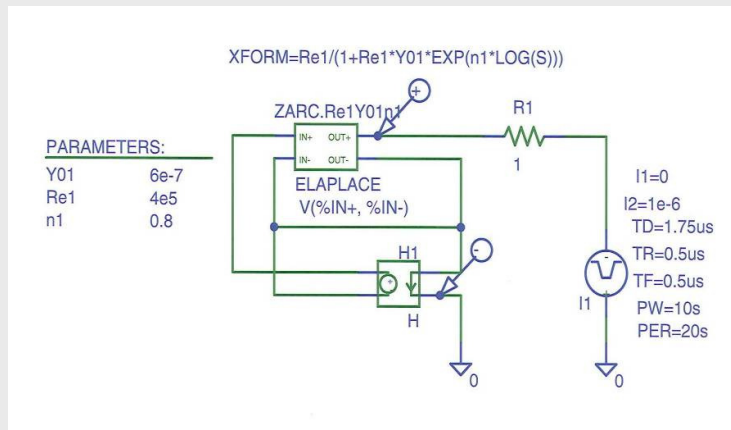 XFORM=Re1/(1+Re1*Y01*EXP(n1*LOG(S)))
ZARC.Re1Y01n1
+
R1
IN+ OUT+
IN- OUT-
1
PARAMETERS:
Y01 6e-7
Re1 4e5
n1 0.8
ELAPLACE
V(%IN+, %IN-)
I1=0
I2=1e-6
TD=1.75us
TR=0.5us
TF=0.5us
PW=10s
PER=20s
H1
-
+
H
-
I1
0
0